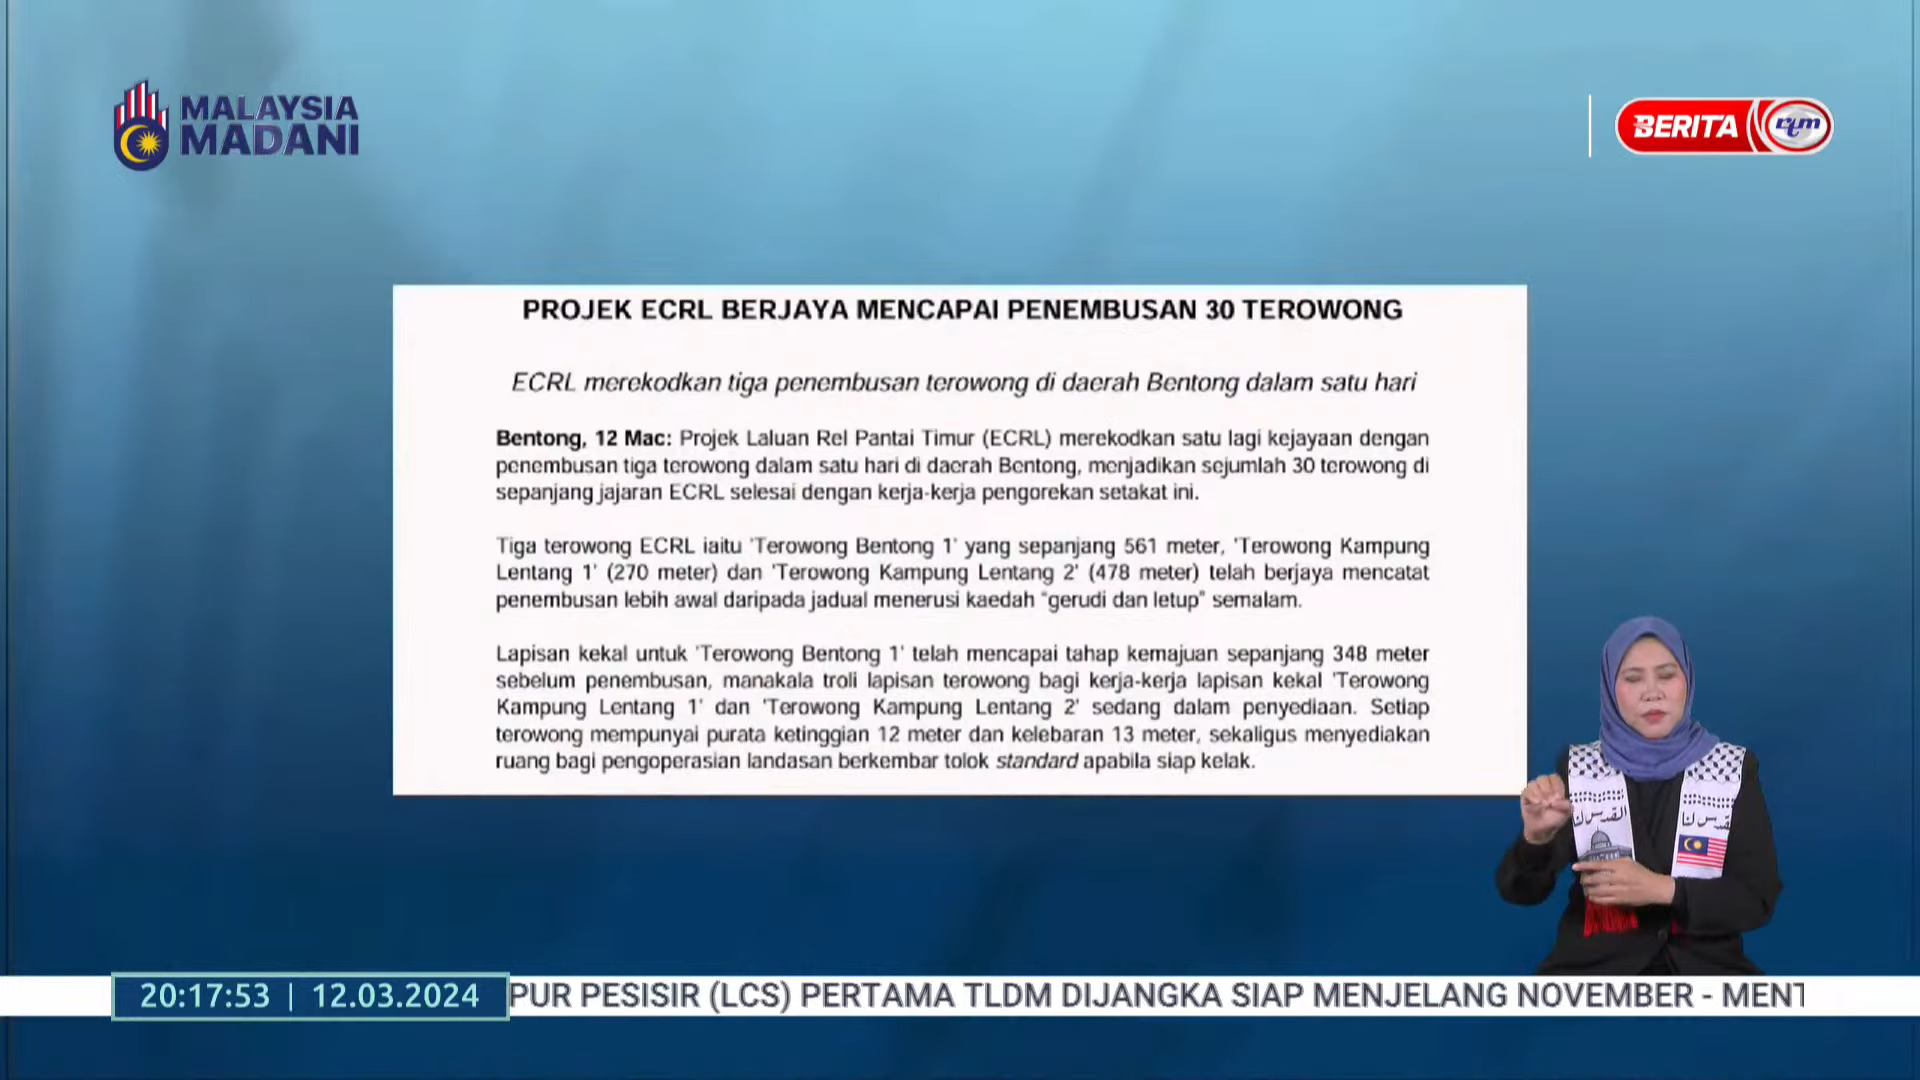 MALAYSIA
MADANI
BERITA rtm
PROJEK ECRL BERJAYA MENCAPAI PENEMBUSAN 30 TEROWONG
ECRL merekodkan tiga penembusan terowong di daerah Bentong dalam satu hari
Bentong, 12 Mac: Projek Laluan Rel Pantai Timur (ECRL) merekodkan satu lagi kejayaan dengan
penembusan tiga terowong dalam satu hari di daerah Bentong, menjadikan sejumlah 30 terowong di
sepanjang jajaran ECRL selesai dengan kerja-kerja pengorekan setakat ini.
Tiga terowong ECRL iaitu 'Terowong Bentong 1' yang sepanjang 561 meter, 'Terowong Kampung
Lentang 1' (270 meter) dan 'Terowong Kampung Lentang 2' (478 meter) telah berjaya mencatat
penembusan lebih awal daripada jadual menerusi kaedah "gerudi dan letup" semalam.
Lapisan kekal untuk 'Terowong Bentong 1' telah mencapai tahap kemajuan sepanjang 348 meter
sebelum penembusan, manakala troli lapisan terowong bagi kerja-kerja lapisan kekal 'Terowong
Kampung Lentang 1' dan 'Terowong Kampung Lentang 2' sedang dalam penyediaan. Setiap
terowong mempunyai purata ketinggian 12 meter dan kelebaran 13 meter, sekaligus menyediakan
ruang bagi pengoperasian landasan berkembar tolok standard apabila siap kelak.
القدس لنا
القدس لنا
20:17:53 | 12.03.2024
PUR PESISIR (LCS) PERTAMA TLDM DIJANGKA SIAP MENJELANG NOVEMBER - MENT